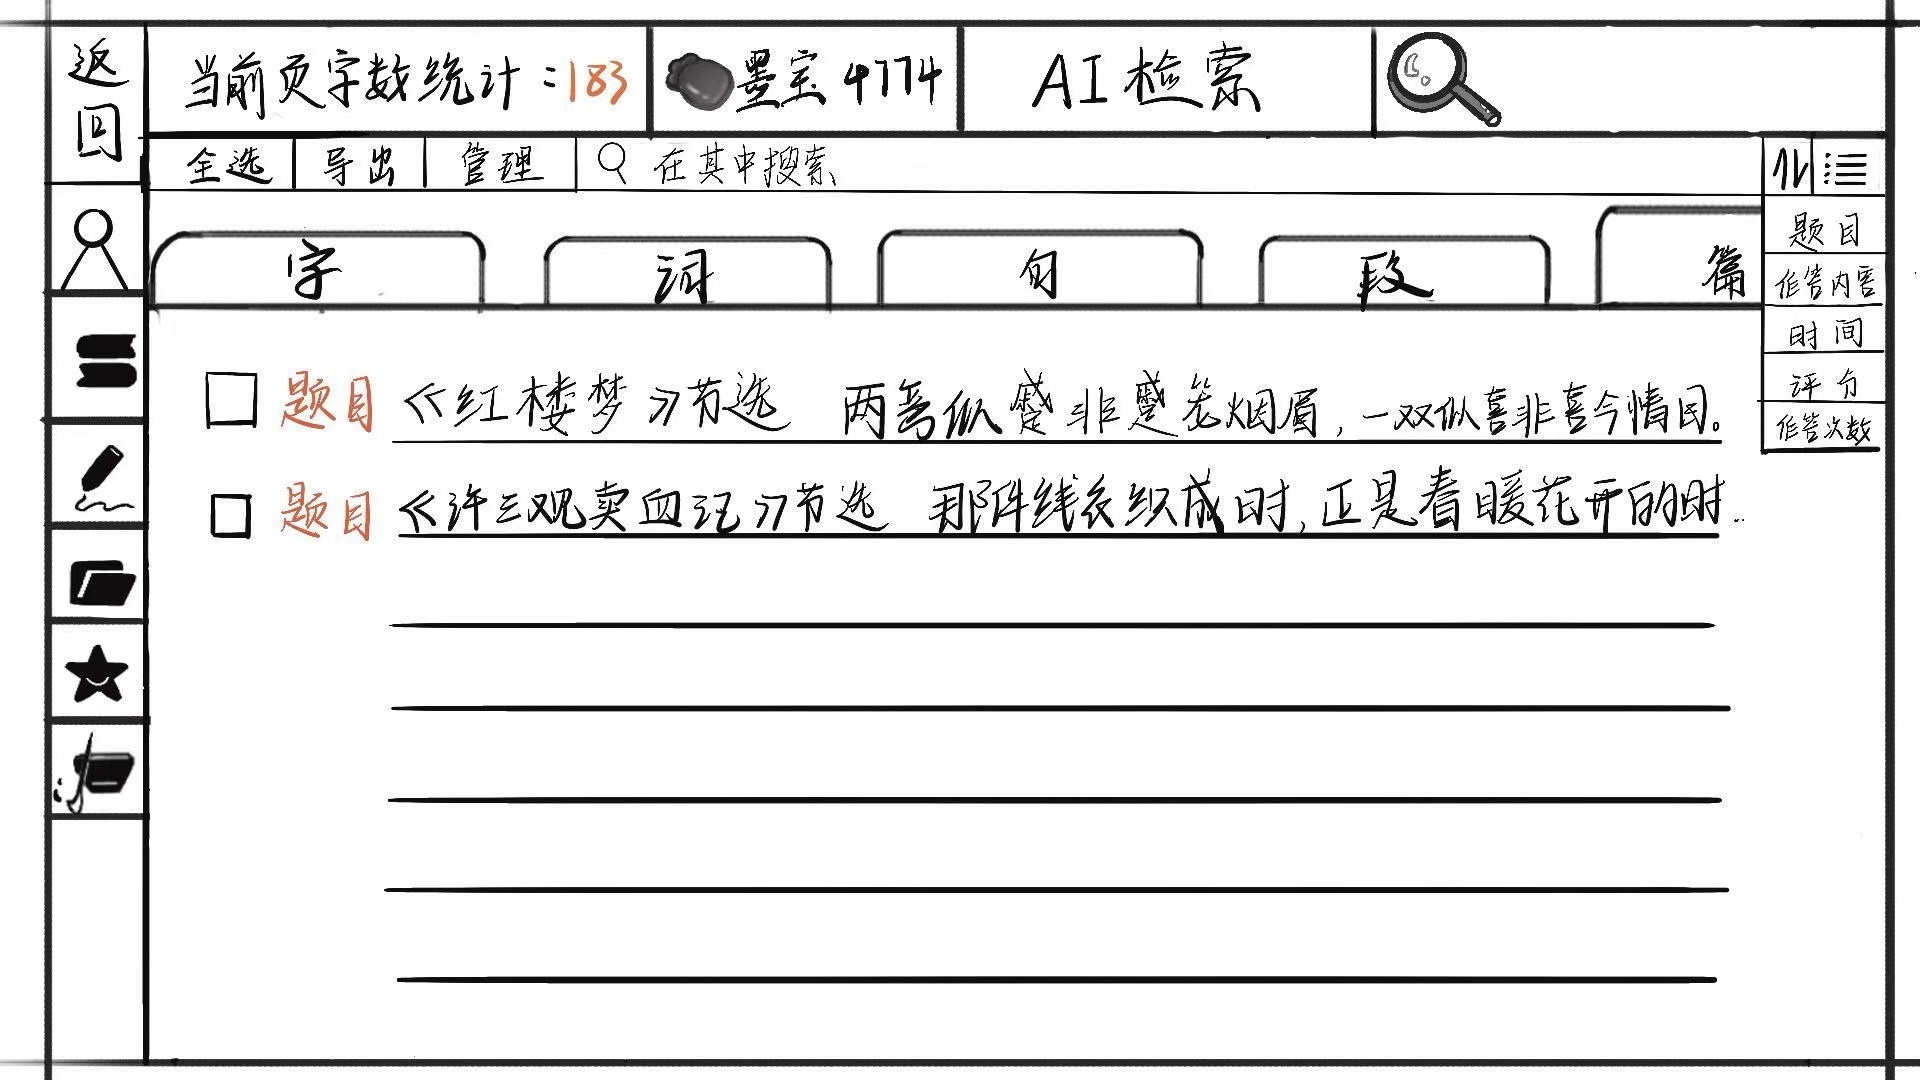 返回
当前页字数统计:183
墨宝 4774
AI检索
全选
导出
管理
在其中搜索
字
词
句
段
篇
题目
作答内容
时间
评分
作答次数
题目 《红楼梦》节选 两弯似蹙非蹙笼烟眉,一双似喜非喜今情目。
题目 《许三观卖血记》节选 那件线衣织成时,正是春暖花开的时..